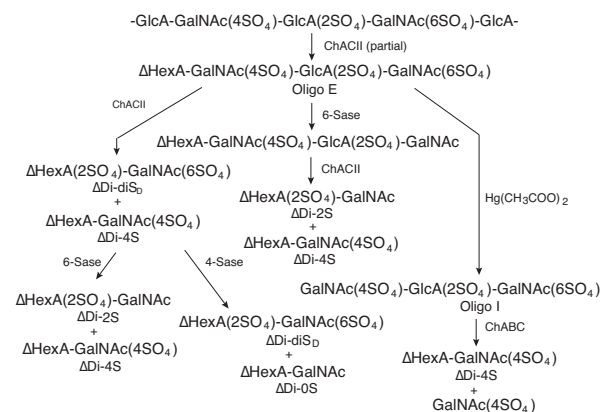 -GlcA-GalNAc(4SO₄)-GlcA(2SO₄)-GalNAc(6SO₄)-GlcA-
ChACII (partial)
ΔHexA-GalNAc(4SO₄)-GlcA(2SO₄)-GalNAc(6SO₄)
Oligo E
ChACII
6-Sase
ΔHexA-GalNAc(4SO₄)-GlcA(2SO₄)-GalNAc
ChACII
Hg(CH₃COO)₂
ΔHexA(2SO₄)-GalNAc(6SO₄)
ΔDi-diS_D
+
ΔHexA-GalNAc(4SO₄)
ΔDi-4S
ΔHexA(2SO₄)-GalNAc
ΔDi-2S
+
ΔHexA-GalNAc(4SO₄)
ΔDi-4S
6-Sase
4-Sase
ΔHexA(2SO₄)-GalNAc
ΔDi-2S
+
ΔHexA-GalNAc(4SO₄)
ΔDi-4S
ΔHexA(2SO₄)-GalNAc(6SO₄)
ΔDi-diS_D
+
ΔHexA-GalNAc
ΔDi-0S
GalNAc(4SO₄)-GlcA(2SO₄)-GalNAc(6SO₄)
Oligo I
ChABC
ΔHexA-GalNAc(4SO₄)
ΔDi-4S
+
GalNAc(4SO₄)